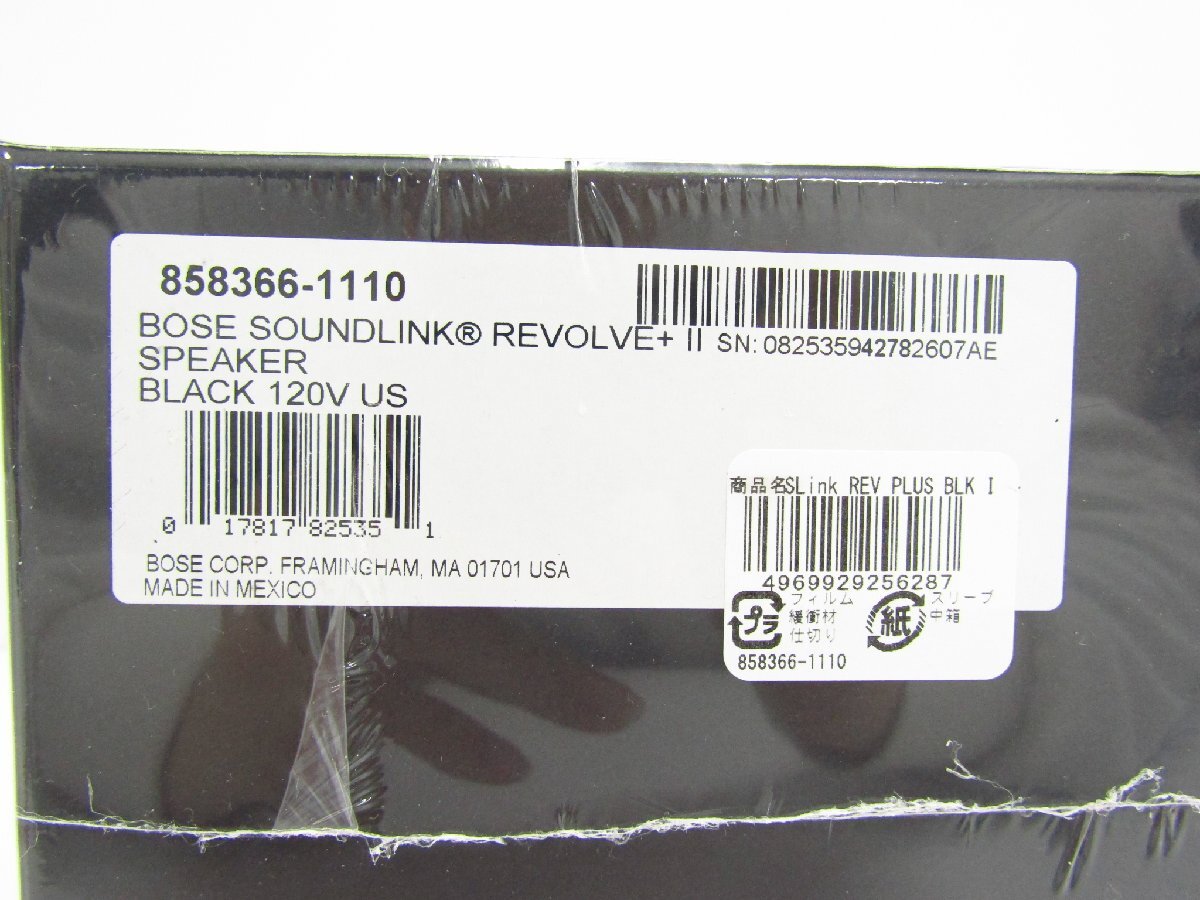 858366-1110
BOSE SOUNDLINK® REVOLVE+ II
SPEAKER
BLACK 120V US
SN: 082535942782607AE
0 17817 82535 1
BOSE CORP. FRAMINGHAM, MA 01701 USA
MADE IN MEXICO
商品名SLink REV PLUS BLK I
4969929256287
プラ
フィルム
緩衝材
仕切り
紙
スリーブ
中箱
858366-1110